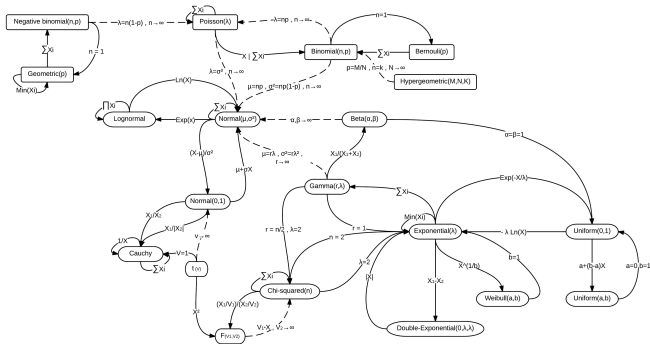 Negative binomial(n,p)
λ=n(1-p) , n→∞
∑Xi
Poisson(λ)
λ=np , n→∞
n=1
∑Xi
n = 1
X | ∑Xi
Binomial(n,p)
∑Xi
Bernouli(p)
Geometric(p)
Min(Xi)
λ=σ² , n→∞
p=M/N , n=k , N→∞
Hypergeometric(M,N,K)
Ln(X)
μ=np , σ²=np(1-p) , n→∞
∏Xi
Lognormal
Exp(x)
∑Xi
Normal(μ,σ²)
α,β→∞
Beta(α,β)
α=β=1
(X-μ)/σ²
μ+σX
μ=rλ , σ²=rλ² ,
r→∞
X₁/(X₁+X₂)
Exp(-X/λ)
Gamma(r,λ)
∑Xi
Normal(0,1)
X₁/X₂
X₁/|X₂|
r = n/2 , λ=2
r = 1
n = 2
Min(Xi)
Exponential(λ)
- λ Ln(X)
Uniform(0,1)
1/X
Cauchy
∑Xi
V=1
t(V)
λ=2
|X|
X₁-X₂
X^(1/b)
b=1
a+(b-a)X
a=0,b=1
∑Xi
Chi-squared(n)
Weibull(a,b)
Uniform(a,b)
X²
(X₁/V₁)/(X₂/V₂)
F(V1,V2)
Double-Exponential(0,λ,λ)